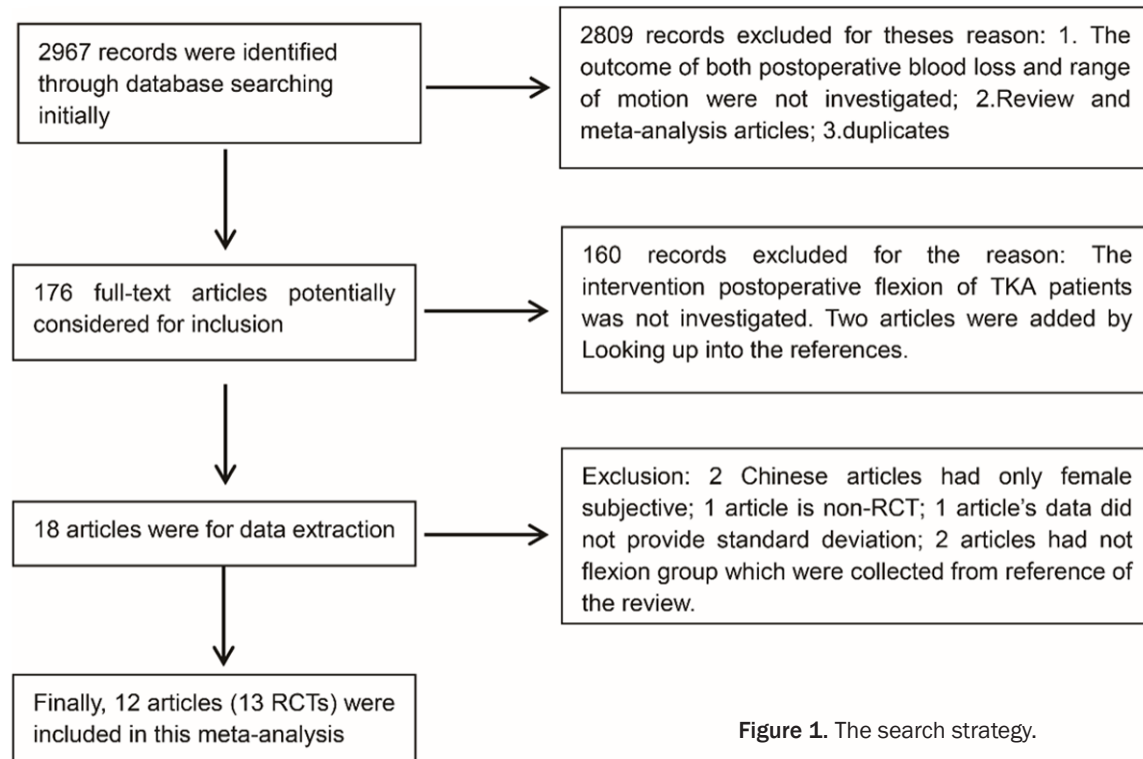 2967 records were identified
through database searching
initially
2809 records excluded for theses reason: 1. The
outcome of both postoperative blood loss and range
of motion were not investigated; 2.Review and
meta-analysis articles; 3.duplicates
176 full-text articles potentially
considered for inclusion
160 records excluded for the reason: The
intervention postoperative flexion of TKA patients
was not investigated. Two articles were added by
Looking up into the references.
18 articles were for data extraction
Exclusion: 2 Chinese articles had only female
subjective; 1 article is non-RCT; 1 article's data did
not provide standard deviation; 2 articles had not
flexion group which were collected from reference of
the review.
Finally, 12 articles (13 RCTs) were
included in this meta-analysis
Figure 1. The search strategy.